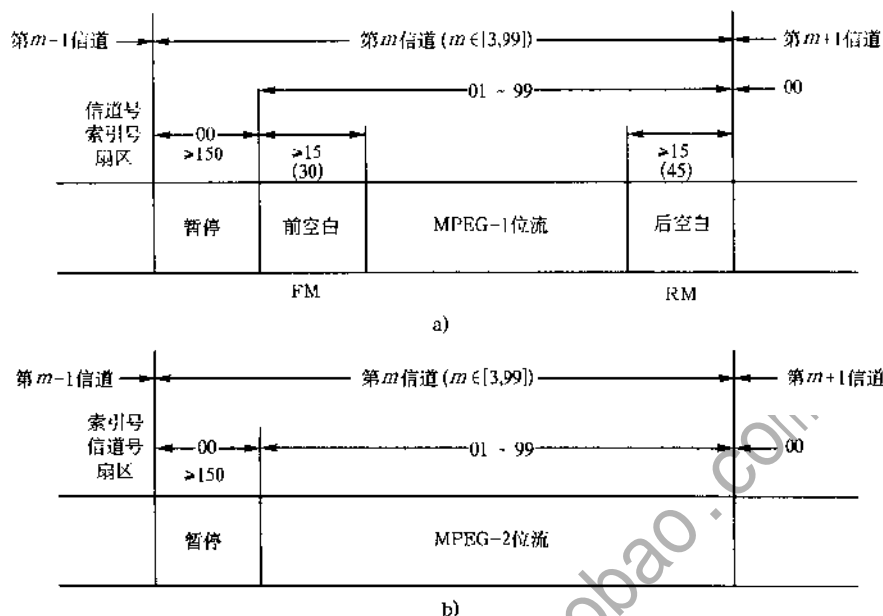 第m-1信道 第m信道(m∈[3,99]) 第m+1信道
01 ~ 99 00
信道号
索引号 00
扇区 ≥150 ≥15 ≥15
(30) (45)
暂停 前空白 MPEG-1位流 后空白
FM RM
a)
第m-1信道 第m信道(m∈[3,99]) 第m+1信道
索引号
信道号 00 01 ~ 99 00
扇区 ≥150
暂停 MPEG-2位流
b)
obao.com